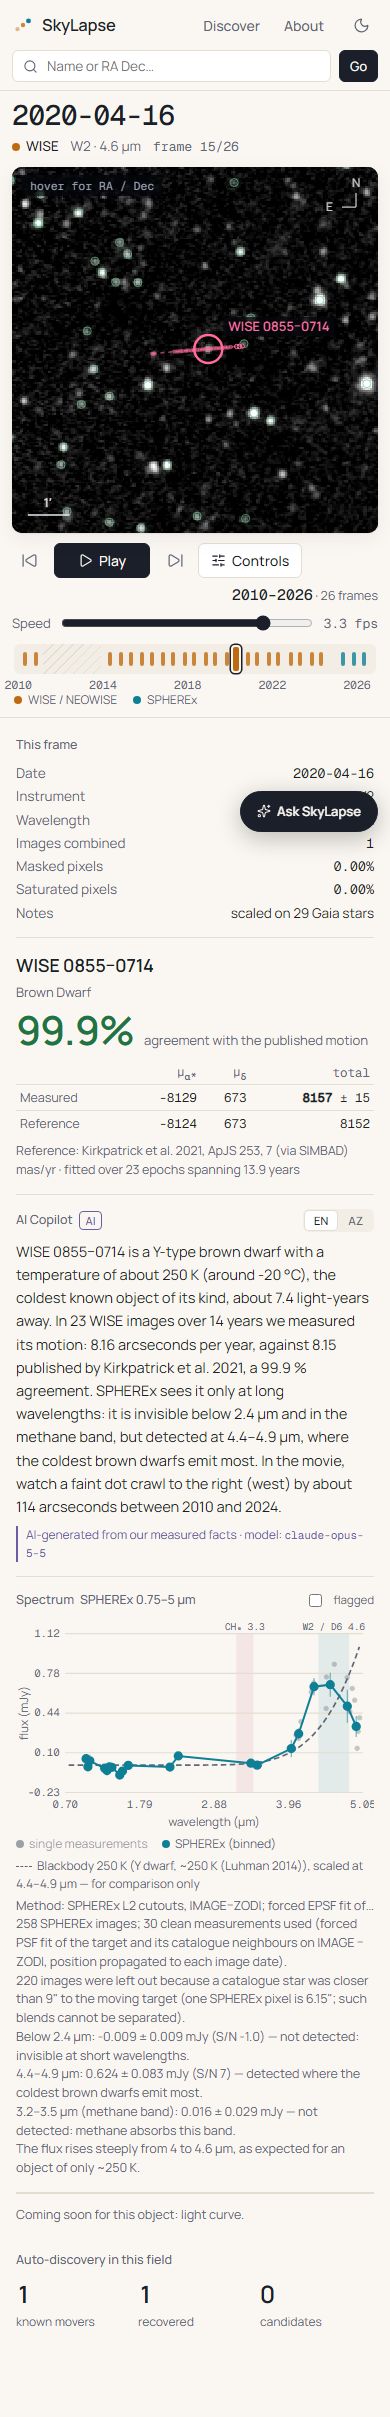 SkyLapse
Discover About
Name or RA Dec…
Go
2020-04-16
WISE W2 · 4.6 µm frame 15/26
hover for RA / Dec
N
E
WISE 0855−0714
1′
Play
Controls
2010–2026 · 26 frames
Speed 3.3 fps
2010 2014 2018 2022 2026
WISE / NEOWISE SPHEREx
This frame
Date 2020-04-16
Instrument
Ask SkyLapse
Wavelength
Images combined 1
Masked pixels 0.00%
Saturated pixels 0.00%
Notes scaled on 29 Gaia stars
WISE 0855−0714
Brown Dwarf
99.9% agreement with the published motion
μα* μδ total
Measured -8129 673 8157 ± 15
Reference -8124 673 8152
Reference: Kirkpatrick et al. 2021, ApJS 253, 7 (via SIMBAD)
mas/yr · fitted over 23 epochs spanning 13.9 years
AI Copilot AI EN AZ
WISE 0855−0714 is a Y-type brown dwarf with a
temperature of about 250 K (around -20 °C), the
coldest known object of its kind, about 7.4 light-years
away. In 23 WISE images over 14 years we measured
its motion: 8.16 arcseconds per year, against 8.15
published by Kirkpatrick et al. 2021, a 99.9 %
agreement. SPHEREx sees it only at long
wavelengths: it is invisible below 2.4 µm and in the
methane band, but detected at 4.4–4.9 µm, where
the coldest brown dwarfs emit most. In the movie,
watch a faint dot crawl to the right (west) by about
114 arcseconds between 2010 and 2024.
AI-generated from our measured facts · model: claude-opus-
5-5
Spectrum SPHEREx 0.75–5 µm flagged
CH₄ 3.3 W2 / D6 4.6
1.12
0.78
0.44
0.10
-0.23
flux (mJy)
0.70 1.79 2.88 3.96 5.05
wavelength (µm)
single measurements SPHEREx (binned)
---- Blackbody 250 K (Y dwarf, ~250 K (Luhman 2014)), scaled at
4.4–4.9 µm — for comparison only
Method: SPHEREx L2 cutouts, IMAGE−ZODI; forced EPSF fit of…
258 SPHEREx images; 30 clean measurements used (forced
PSF fit of the target and its catalogue neighbours on IMAGE −
ZODI, position propagated to each image date).
220 images were left out because a catalogue star was closer
than 9" to the moving target (one SPHEREx pixel is 6.15"; such
blends cannot be separated).
Below 2.4 µm: -0.009 ± 0.009 mJy (S/N -1.0) — not detected:
invisible at short wavelengths.
4.4–4.9 µm: 0.624 ± 0.083 mJy (S/N 7) — detected where the
coldest brown dwarfs emit most.
3.2–3.5 µm (methane band): 0.016 ± 0.029 mJy — not
detected: methane absorbs this band.
The flux rises steeply from 4 to 4.6 µm, as expected for an
object of only ~250 K.
Coming soon for this object: light curve.
Auto-discovery in this field
1 1 0
known movers recovered candidates